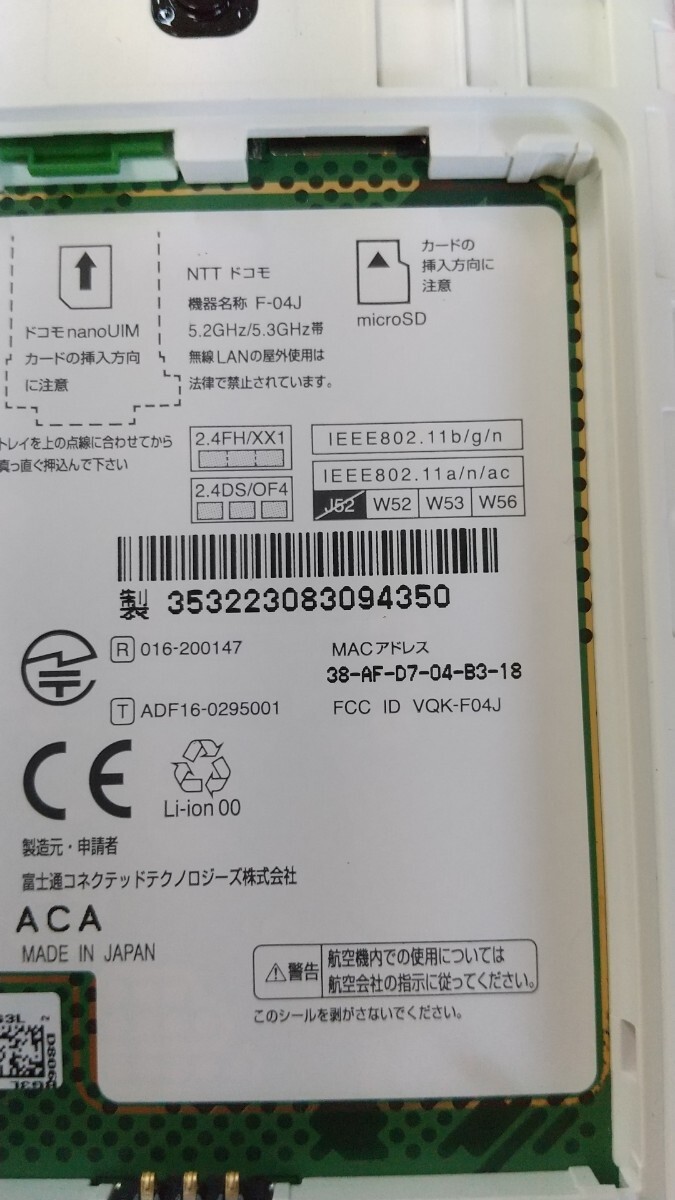 カードの
挿入方向に
注意
microSD
NTT ドコモ
機器名称 F-04J
5.2GHz/5.3GHz帯
無線LANの屋外使用は
法律で禁止されています。
ドコモnanoUIM
カードの挿入方向
に注意
トレイを上の点線に合わせてから
真っ直ぐ押込んで下さい
2.4FH/XX1
2.4DS/OF4
IEEE802.11b/g/n
IEEE802.11a/n/ac
J52 W52 W53 W56
製 353223083094350
R 016-200147
T ADF16-0295001
MACアドレス
38-AF-D7-04-B3-18
FCC ID VQK-F04J
CE
Li-ion 00
製造元・申請者
富士通コネクテッドテクノロジーズ株式会社
ACA
MADE IN JAPAN
警告
航空機内での使用については
航空会社の指示に従ってください。
このシールを剥がさないでください。